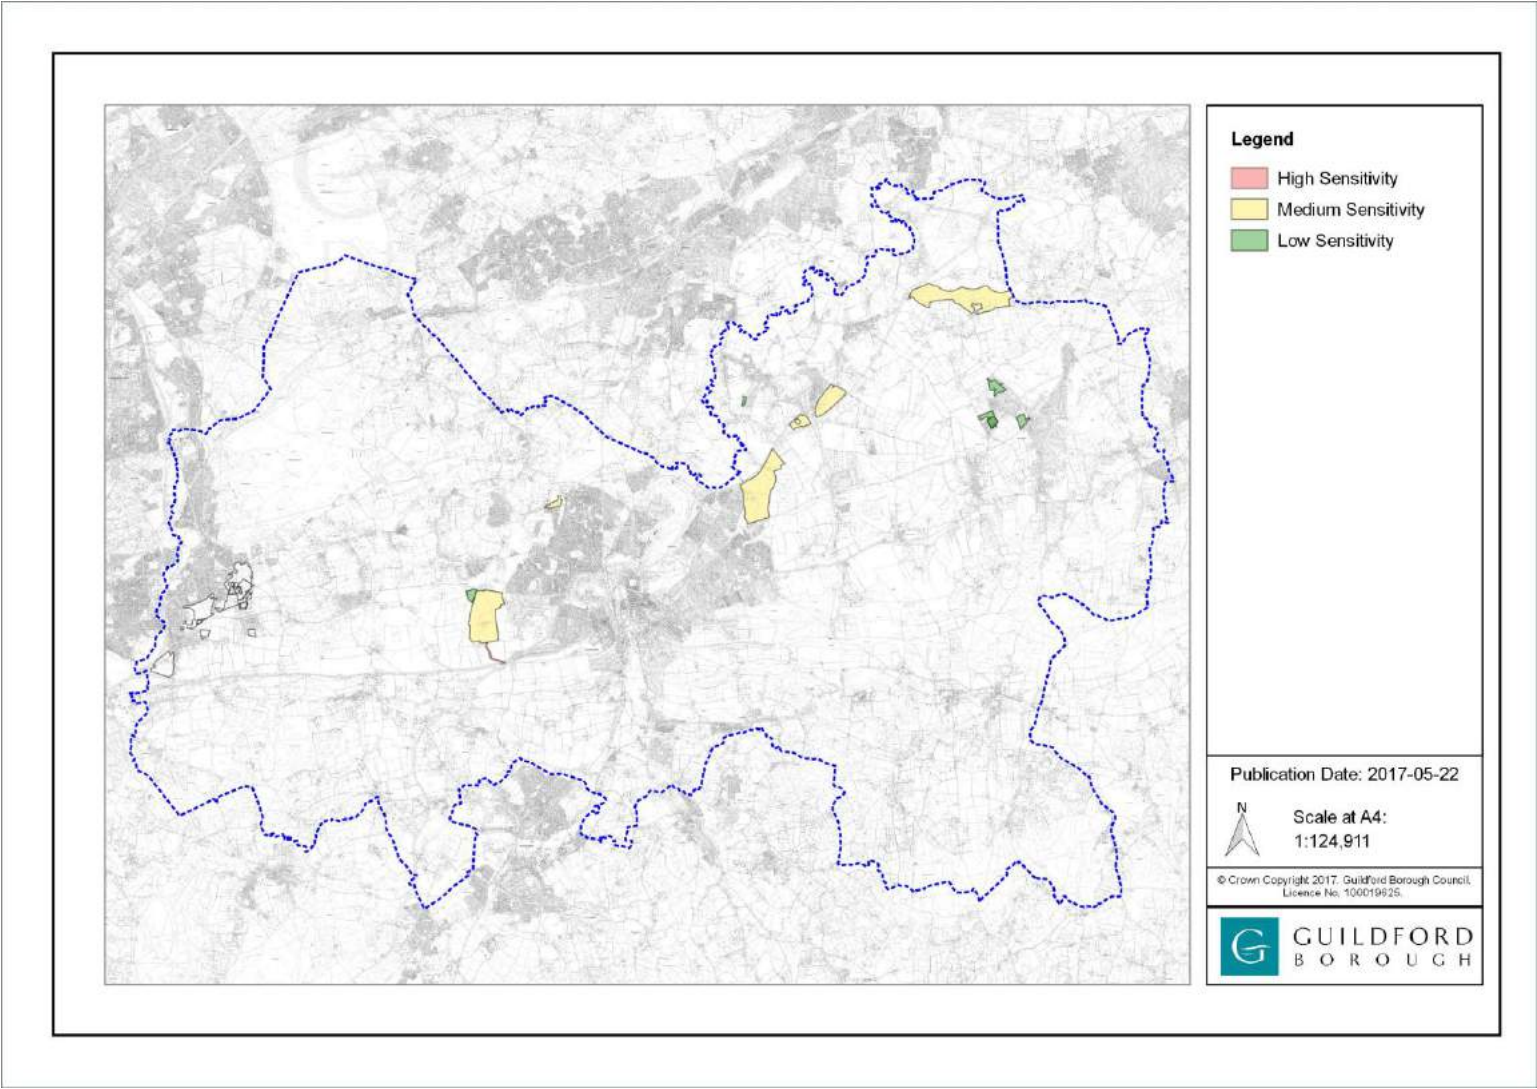 Legend
High Sensitivity
Medium Sensitivity
Low Sensitivity
Publication Date: 2017-05-22
N
Scale at A4:
1:124,911
© Crown Copyright 2017. Guildford Borough Council.
Licence No. 100019625.
G
GUILDFORD
BOROUGH